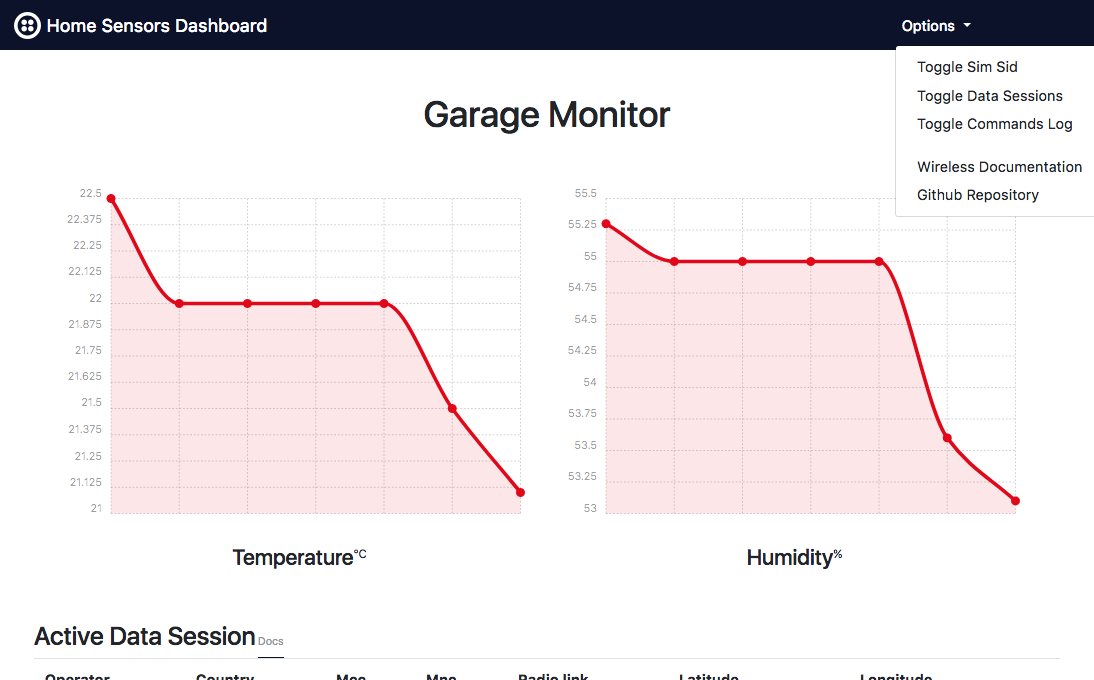 Home Sensors Dashboard
Options
Toggle Sim Sid
Toggle Data Sessions
Toggle Commands Log
Wireless Documentation
Github Repository
Garage Monitor
22.5
22.375
22.25
22.125
22
21.875
21.75
21.625
21.5
21.375
21.25
21.125
21
Temperature°C
55.5
55.25
55
54.75
54.5
54.25
54
53.75
53.5
53.25
53
Humidity%
Active Data Session Docs
Operator Country Mcc Mnc Radio link Latitude Longitude